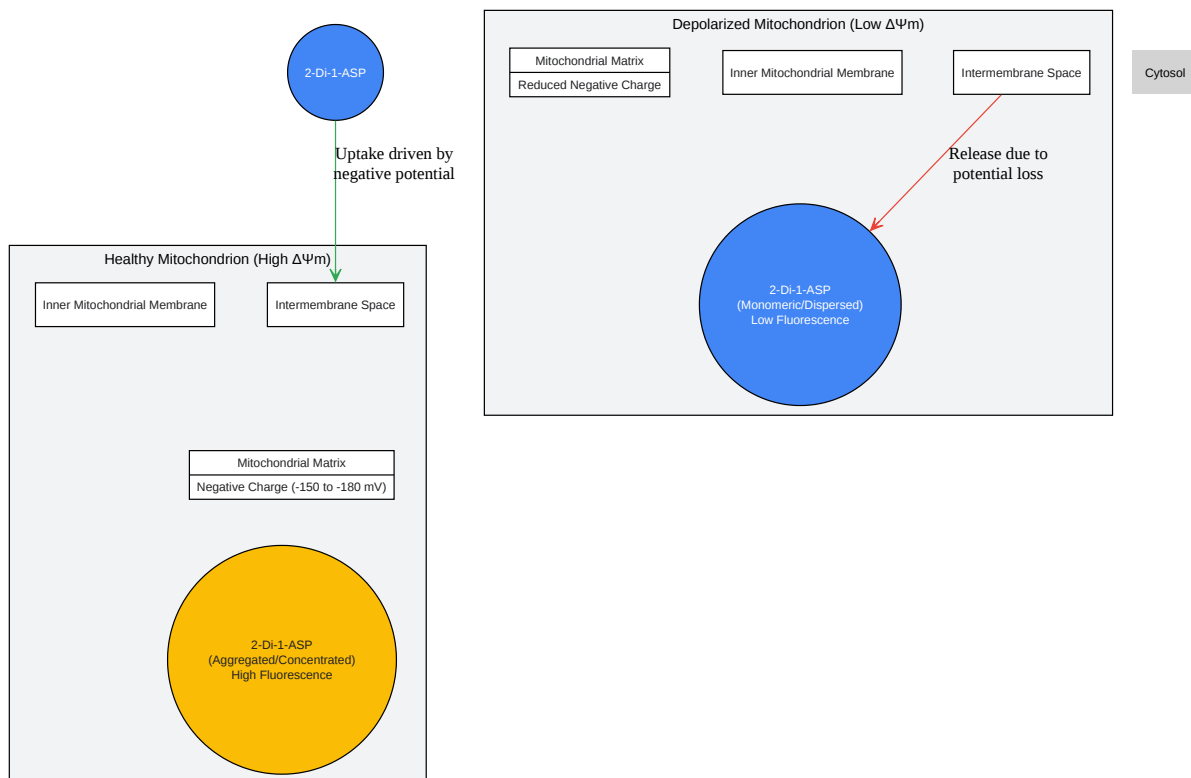 Depolarized Mitochondrion (Low ΔΨm)
Mitochondrial Matrix
Reduced Negative Charge
Inner Mitochondrial Membrane
Intermembrane Space
Cytosol
2-Di-1-ASP
Uptake driven by
negative potential
Release due to
potential loss
2-Di-1-ASP
(Monomeric/Dispersed)
Low Fluorescence
Healthy Mitochondrion (High ΔΨm)
Inner Mitochondrial Membrane
Intermembrane Space
Mitochondrial Matrix
Negative Charge (-150 to -180 mV)
2-Di-1-ASP
(Aggregated/Concentrated)
High Fluorescence